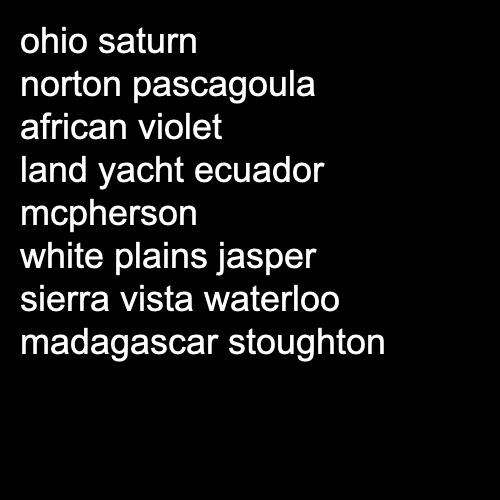 ohio saturn
norton pascagoula
african violet
land yacht ecuador
mcpherson
white plains jasper
sierra vista waterloo
madagascar stoughton